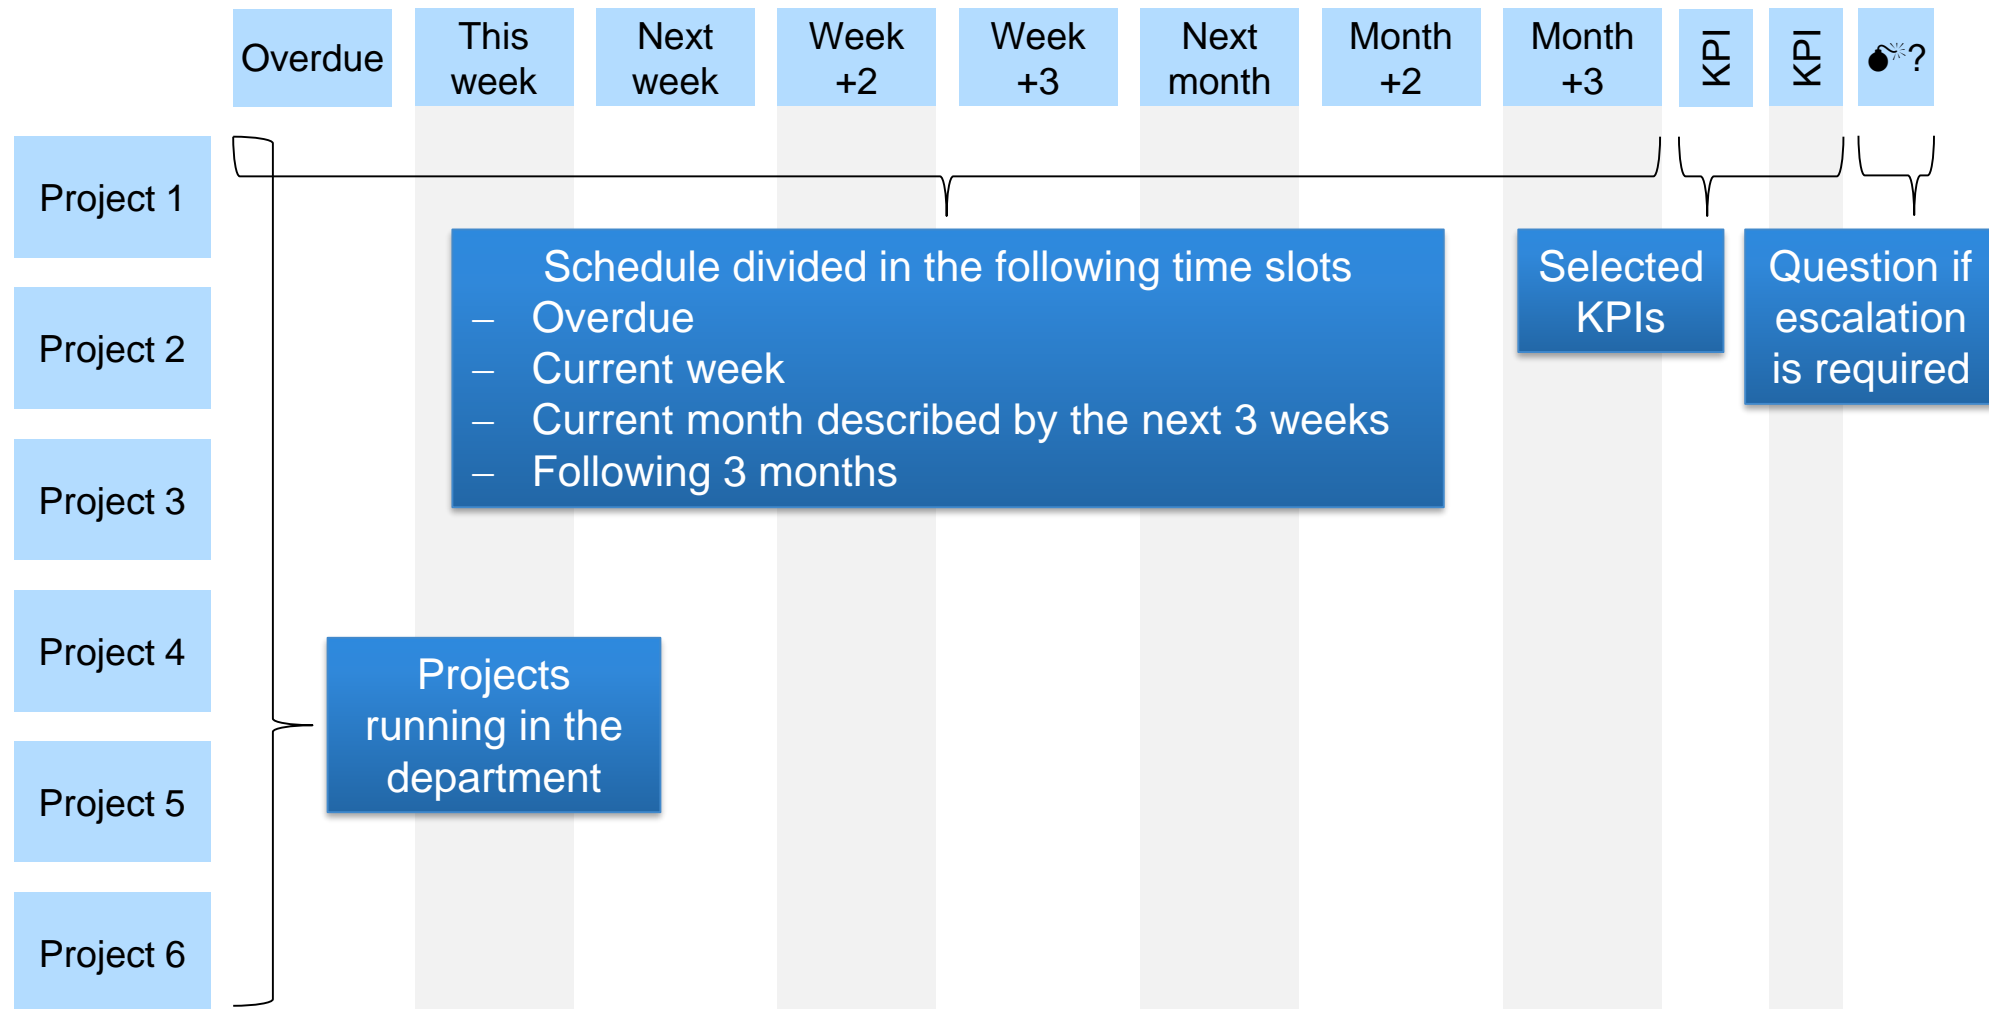 Overdue
This
week
Next
week
Week
+2
Week
+3
Next
month
Month
+2
Month
+3
KPI
KPI
💣?
Project 1
Project 2
Project 3
Project 4
Project 5
Project 6
Schedule divided in the following time slots
– Overdue
– Current week
– Current month described by the next 3 weeks
– Following 3 months
Selected
KPIs
Question if
escalation
is required
Projects
running in the
department